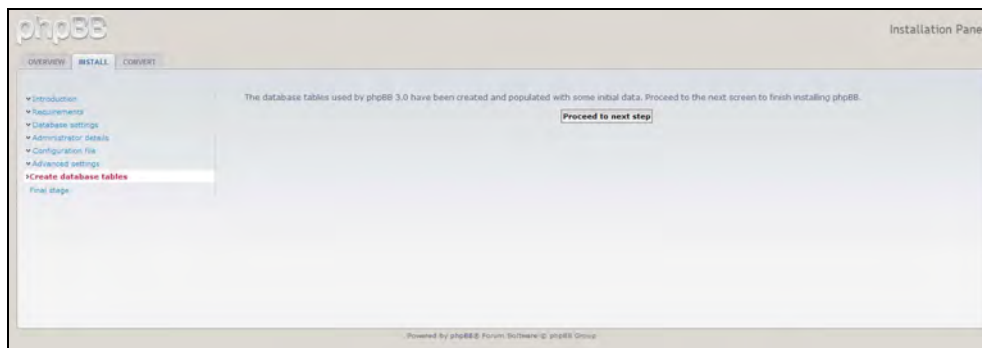 phpBB
Installation Pane
OVERVIEW INSTALL CONVERT
Introduction
Requirements
Database settings
Administrator details
Configuration file
Advanced settings
Create database tables
Final stage
The database tables used by phpBB 3.0 have been created and populated with some initial data. Proceed to the next screen to finish installing phpBB.
Proceed to next step
Powered by phpBB® Forum Software © phpBB Group